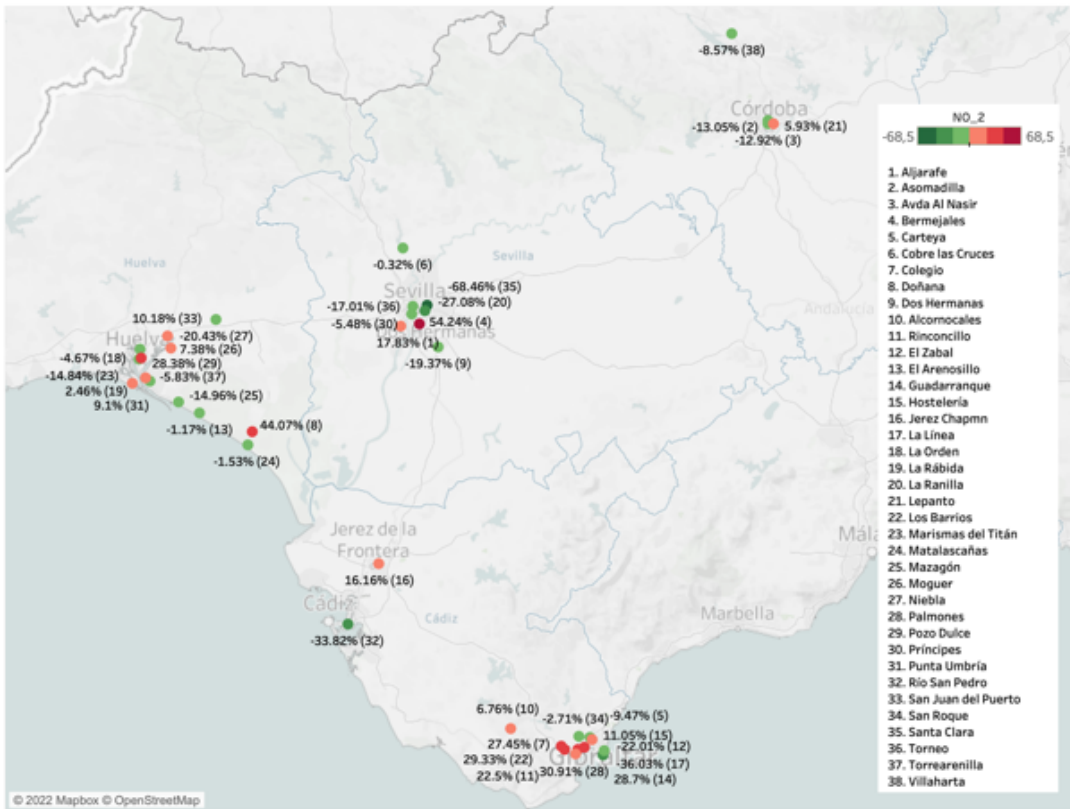 -8.57% (38)
Córdoba
-13.05% (2)
5.93% (21)
-12.92% (3)
NO_2
-68,5
68,5
1. Aljarafe
2. Asomadilla
3. Avda Al Nasir
4. Bermejales
5. Carteya
6. Cobre las Cruces
7. Colegio
8. Doñana
9. Dos Hermanas
10. Alcornocales
11. Rinconcillo
12. El Zabal
13. El Arenosillo
14. Guadarranque
15. Hostelería
16. Jerez Chapmn
17. La Línea
18. La Orden
19. La Rábida
20. La Ranilla
21. Lepanto
22. Los Barrios
23. Marismas del Titán
24. Matalascañas
25. Mazagón
26. Moguer
27. Niebla
28. Palmones
29. Pozo Dulce
30. Príncipes
31. Punta Umbría
32. Río San Pedro
33. San Juan del Puerto
34. San Roque
35. Santa Clara
36. Torneo
37. Torrearenilla
38. Villaharta
Huelva
Sevilla
-0.32% (6)
Sevilla
-68.46% (35)
-27.08% (20)
-17.01% (36)
-5.48% (30)
54.24% (4)
Hermanas
17.83% (1)
-19.37% (9)
Andalucía
10.18% (33)
Huelva
-20.43% (27)
7.38% (26)
-4.67% (18)
28.38% (29)
-14.84% (23)
-5.83% (37)
2.46% (19)
-14.96% (25)
9.1% (31)
-1.17% (13)
44.07% (8)
-1.53% (24)
Jerez de la
Frontera
16.16% (16)
Cádiz
Cádiz
-33.82% (32)
Mála
Marbella
6.76% (10)
-2.71% (34)
-9.47% (5)
11.05% (15)
27.45% (7)
-22.01% (12)
Gibraltar
29.33% (22)
-36.03% (17)
22.5% (11)
30.91% (28)
28.7% (14)
© 2022 Mapbox © OpenStreetMap